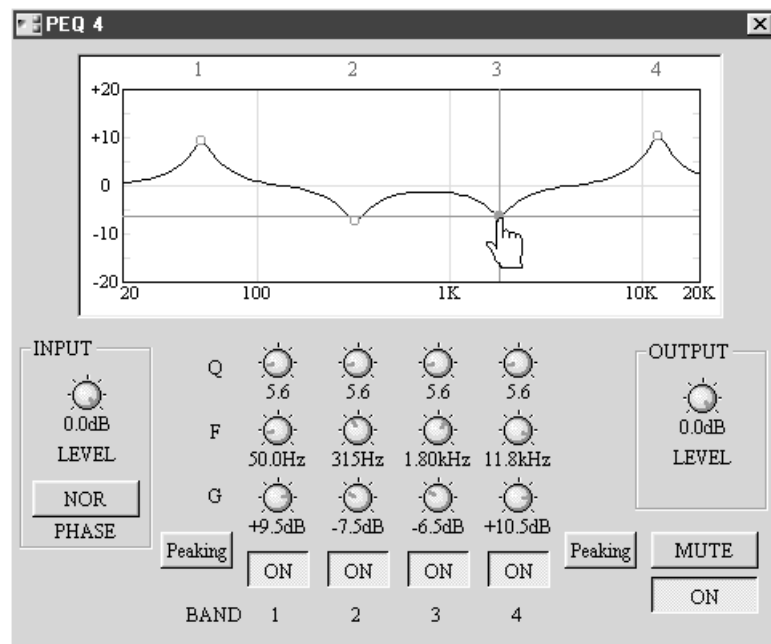 PEQ 4
1 2 3 4
+20
+10
0
-10
-20
20 100 1K 10K 20K
INPUT
0.0dB
LEVEL
NOR
PHASE
Q 5.6 5.6 5.6 5.6
F 50.0Hz 315Hz 1.80kHz 11.8kHz
G +9.5dB -7.5dB -6.5dB +10.5dB
Peaking ON ON ON ON Peaking
BAND 1 2 3 4
OUTPUT
0.0dB
LEVEL
MUTE
ON